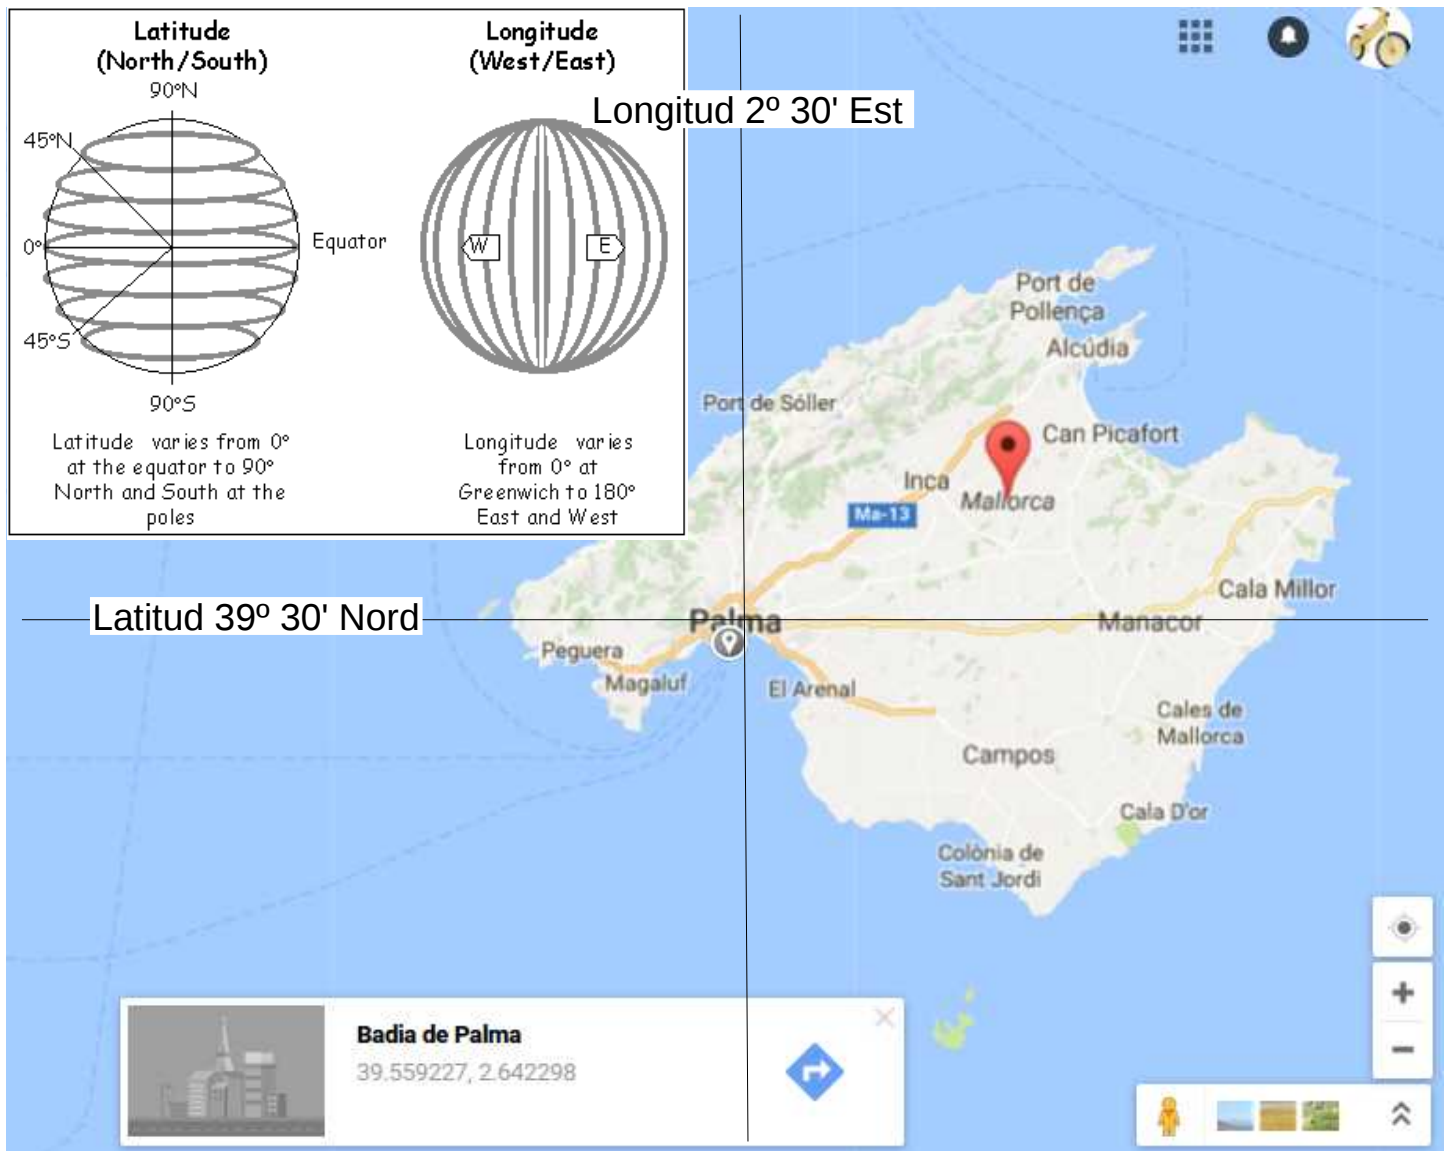 Latitude
(North/South)
90°N
45°N
0°
Equator
45°S
90°S
Latitude varies from 0°
at the equator to 90°
North and South at the
poles
Longitude
(West/East)
W
E
Longitude varies
from 0° at
Greenwich to 180°
East and West
Longitud 2º 30' Est
Port de
Pollença
Alcúdia
Port de Sóller
Can Picafort
Inca
Mallorca
Ma-13
Cala Millor
Latitud 39º 30' Nord
Palma
Manacor
Peguera
Magaluf
El Arenal
Cales de
Mallorca
Campos
Cala D'or
Colònia de
Sant Jordi
Badia de Palma
39.559227, 2.642298